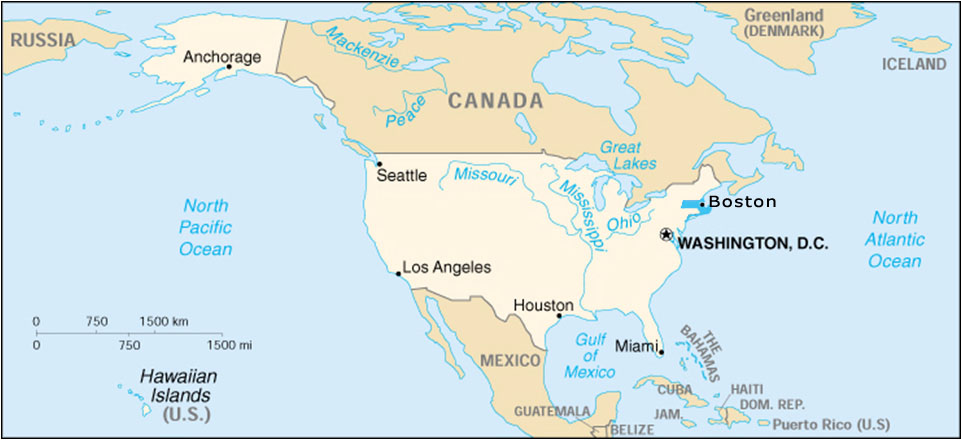 Greenland
(DENMARK)
RUSSIA
Mackenzie
Anchorage
ICELAND
CANADA
Peace
Great
Lakes
Seattle
Missouri
Mississippi
Ohio
Boston
North
Pacific
Ocean
North
Atlantic
Ocean
WASHINGTON, D.C.
Los Angeles
Houston
0 750 1500 km
0 750 1500 mi
Gulf
of
Mexico
Miami
THE
BAHAMAS
MEXICO
Hawaiian
Islands
(U.S.)
CUBA
HAITI
DOM. REP.
GUATEMALA
JAM.
Puerto Rico (U.S)
BELIZE